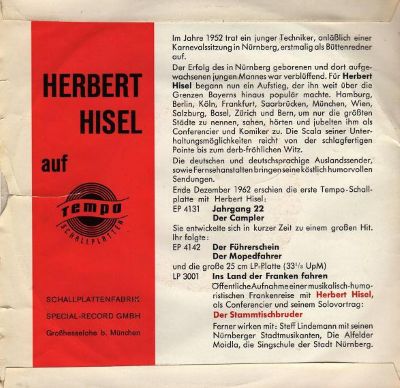 HERBERT
HISEL
auf
Tempo
SCHALLPLATTEN
SCHALLPLATTENFABRIK
SPECIAL-RECORD GMBH
Großhesselohe b. München
Im Jahre 1952 trat ein junger Techniker, anläßlich einer
Karnevalssitzung in Nürnberg, erstmalig als Büttenredner
auf.
Der Erfolg des in Nürnberg geborenen und dort aufge-
wachsenen jungen Mannes war verblüffend. Für Herbert
Hisel begann nun ein Aufstieg, der ihn weit über die
Grenzen Bayerns hinaus populär machte. Hamburg,
Berlin, Köln, Frankfurt, Saarbrücken, München, Wien,
Salzburg, Basel, Zürich und Bern, um nur die größten
Städte zu nennen, sahen, hörten und jubelten ihm als
Conferencier und Komiker zu. Die Scala seiner Unter-
haltungsmöglichkeiten reicht von der schlagfertigen
Pointe bis zum derb-fröhlichen Witz.
Die deutschen und deutschsprachige Auslandssender,
sowie Fernsehanstalten bringen seine köstlich humorvollen
Sendungen.
Ende Dezember 1962 erschien die erste Tempo-Schall-
platte mit Herbert Hisel:
EP 4131 Jahrgang 22
Der Campler
Sie entwickelte sich in kurzer Zeit zu einem großen Hit.
Ihr folgte:
EP 4142 Der Führerschein
Der Mopedfahrer
und die große 25 cm LP-Platte (33⅓ UpM)
LP 3001 Ins Land der Franken fahren
Öffentliche Aufnahme einer musikalisch-humo-
ristischen Frankenreise mit Herbert Hisel,
als Conferencier und seinem Solovortrag:
Der Stammtischbruder
Ferner wirken mit: Steff Lindemann mit seinen
Nürnberger Stadtmusikanten, Die Alfelder
Moidla, die Singschule der Stadt Nürnberg.